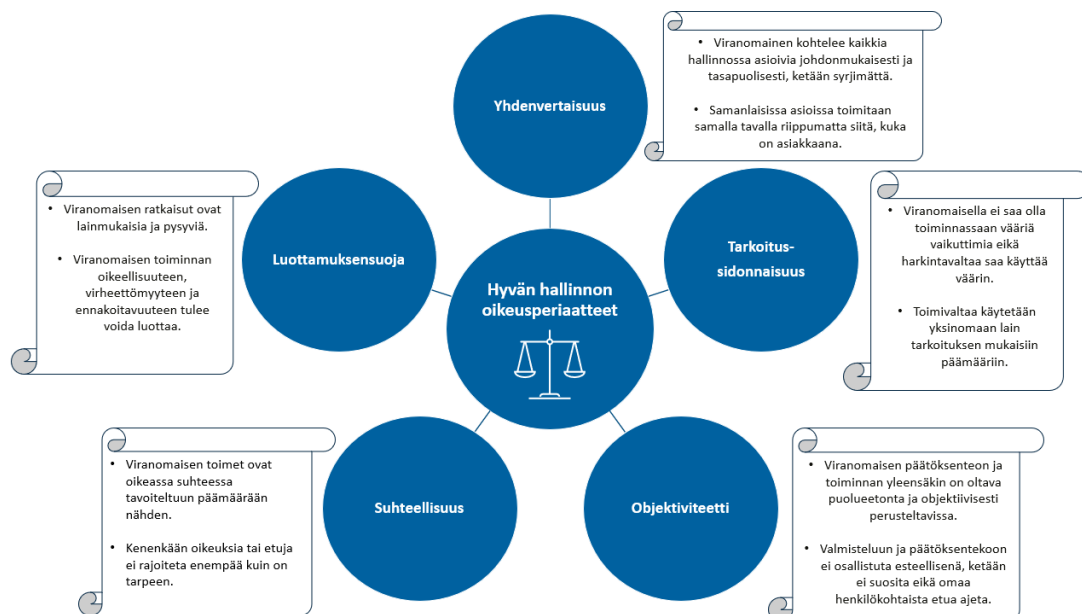 Yhdenvertaisuus
• Viranomainen kohtelee kaikkia
hallinnossa asioivia johdonmukaisesti ja
tasapuolisesti, ketään syrjimättä.
• Samanlaisissa asioissa toimitaan
samalla tavalla riippumatta siitä, kuka
on asiakkaana.
• Viranomaisen ratkaisut ovat
lainmukaisia ja pysyviä.
• Viranomaisen toiminnan
oikeellisuuteen,
virheettömyyteen ja
ennakoitavuuteen tulee
voida luottaa.
Luottamuksensuoja
Hyvän hallinnon
oikeusperiaatteet
Tarkoitus-
sidonnaisuus
• Viranomaisella ei saa olla
toiminnassaan vääriä
vaikuttimia eikä
harkintavaltaa saa käyttää
väärin.
• Toimivaltaa käytetään
yksinomaan lain
tarkoituksen mukaisiin
päämääriin.
• Viranomaisen toimet ovat
oikeassa suhteessa
tavoiteltuun päämäärään
nähden.
• Kenenkään oikeuksia tai etuja
ei rajoiteta enempää kuin on
tarpeen.
Suhteellisuus
Objektiviteetti
• Viranomaisen päätöksenteon ja
toiminnan yleensäkin on oltava
puolueetonta ja objektiivisesti
perusteltavissa.
• Valmisteluun ja päätöksentekoon
ei osallistuta esteellisenä, ketään
ei suosita eikä omaa
henkilökohtaista etua ajeta.